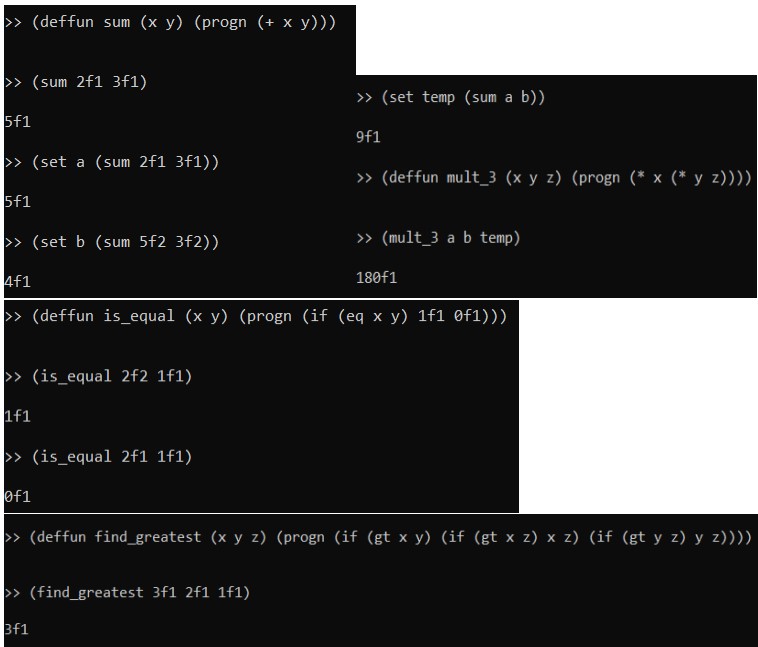 >> (deffun sum (x y) (progn (+ x y)))
>> (sum 2f1 3f1)
5f1
>> (set a (sum 2f1 3f1))
5f1
>> (set b (sum 5f2 3f2))
4f1
>> (set temp (sum a b))
9f1
>> (deffun mult_3 (x y z) (progn (* x (* y z))))
>> (mult_3 a b temp)
180f1
>> (deffun is_equal (x y) (progn (if (eq x y) 1f1 0f1)))
>> (is_equal 2f2 1f1)
1f1
>> (is_equal 2f1 1f1)
0f1
>> (deffun find_greatest (x y z) (progn (if (gt x y) (if (gt x z) x z) (if (gt y z) y z))))
>> (find_greatest 3f1 2f1 1f1)
3f1